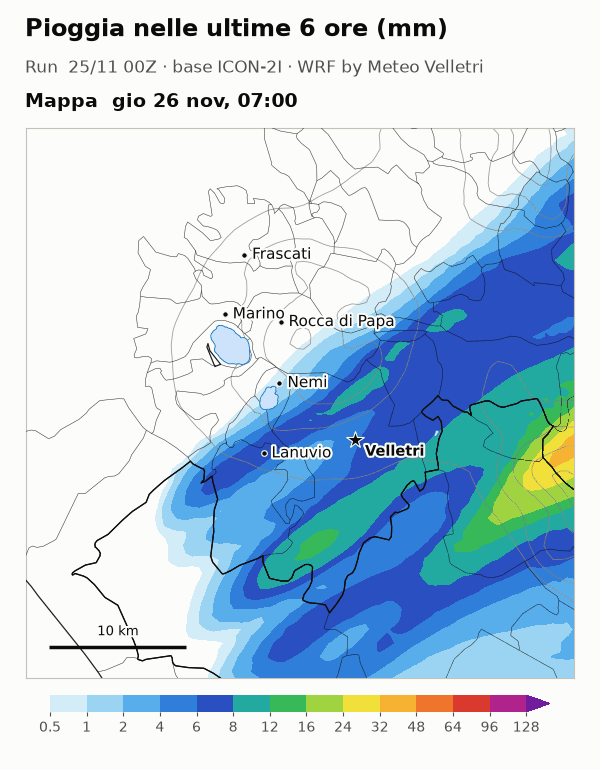 Pioggia nelle ultime 6 ore (mm)
Run 25/11 00Z · base ICON-2I · WRF by Meteo Velletri
Mappa gio 26 nov, 07:00
Frascati
Marino
Rocca di Papa
Nemi
Velletri
Lanuvio
10 km
0.5 1 2 4 6 8 12 16 24 32 48 64 96 128